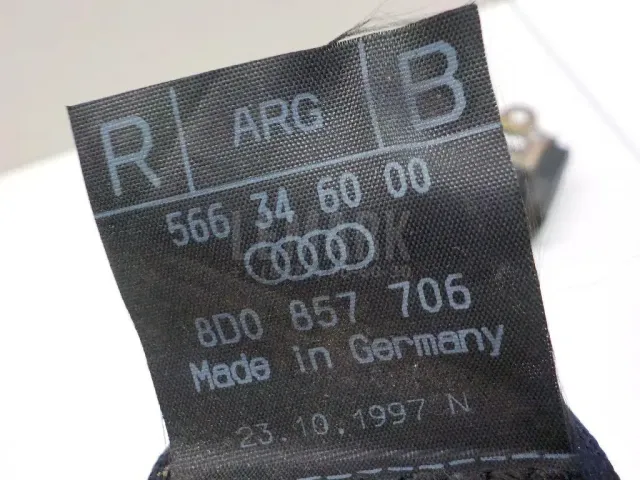 R ARG B
566 34 60 00
8D0 857 706
Made in Germany
23.10.1997 N